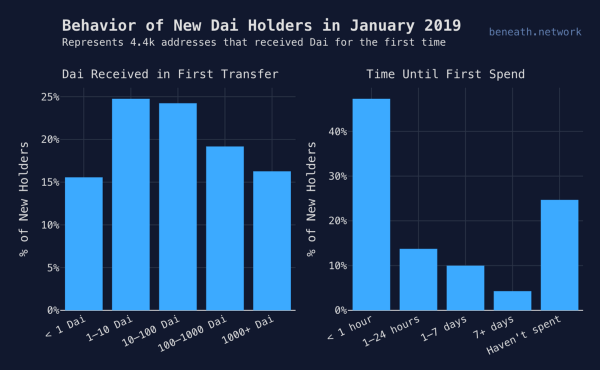 Behavior of New Dai Holders in January 2019
Represents 4.4k addresses that received Dai for the first time
beneath.network
Dai Received in First Transfer
% of New Holders
25%
20%
15%
10%
5%
0%
< 1 Dai
1–10 Dai
10–100 Dai
100–1000 Dai
1000+ Dai
Time Until First Spend
% of New Holders
40%
30%
20%
10%
0%
< 1 hour
1–24 hours
1–7 days
7+ days
Haven't spent